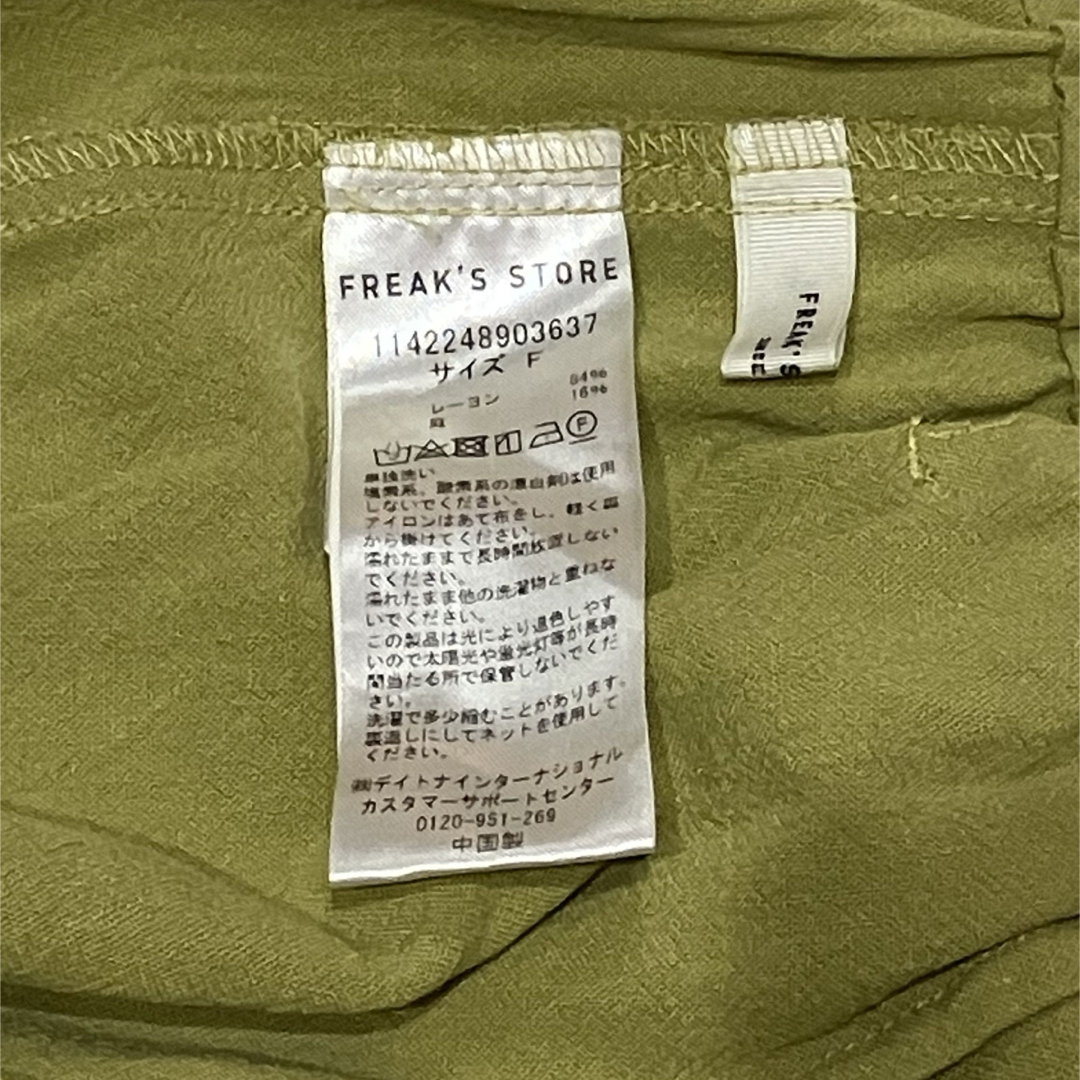 FREAK'S STORE
1142248903637
サイズ F
レーヨン 84%
麻 16%
F
単独洗い
塩素系、酸素系の漂白剤は使用
しないでください。
アイロンはあて布をし、軽く
から掛けてください。
濡れたままで長時間放置しない
でください。
濡れたまま他の洗濯物と重ねな
いでください。
この製品は光により退色しやす
いので太陽光や蛍光灯等が長時
間当たる所で保管しないでくだ
さい。
洗濯で多少縮むことがあります。
裏返しにしてネットを使用して
ください。
㈱デイトナインターナショナル
カスタマーサポートセンター
0120-951-269
中国製
FREAK'S